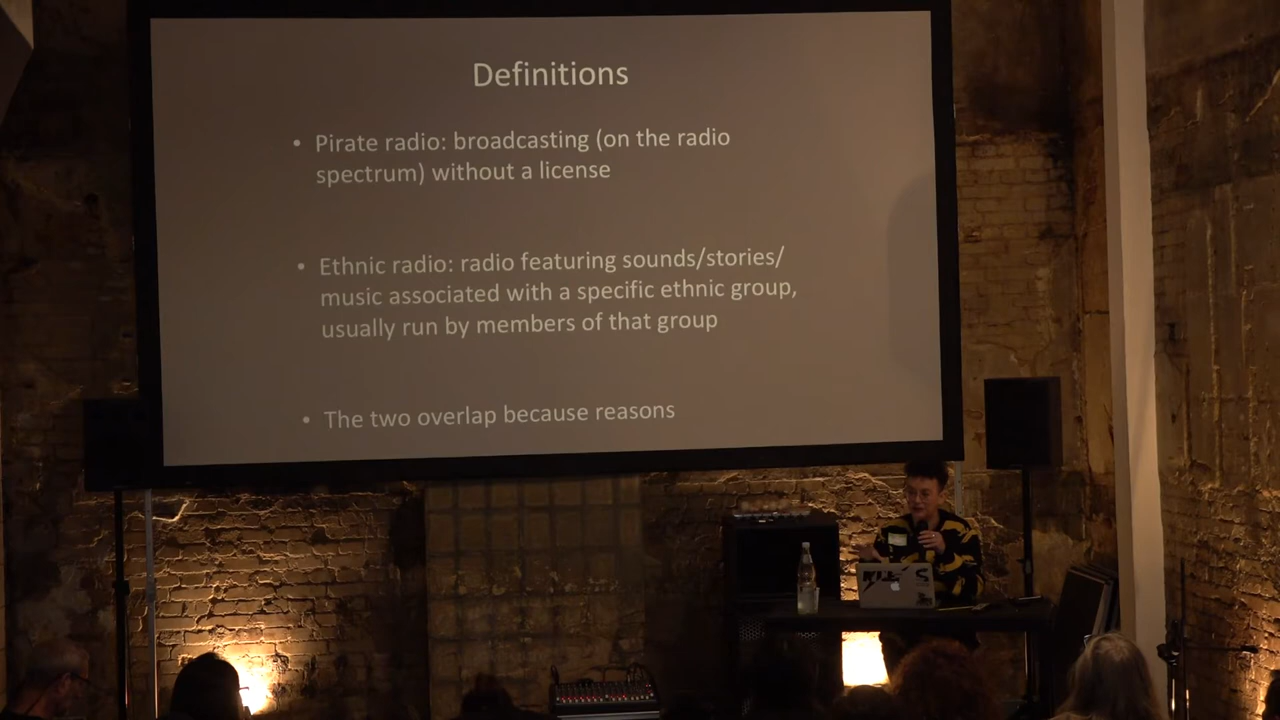 Definitions
• Pirate radio: broadcasting (on the radio
spectrum) without a license
• Ethnic radio: radio featuring sounds/stories/
music associated with a specific ethnic group,
usually run by members of that group
• The two overlap because reasons